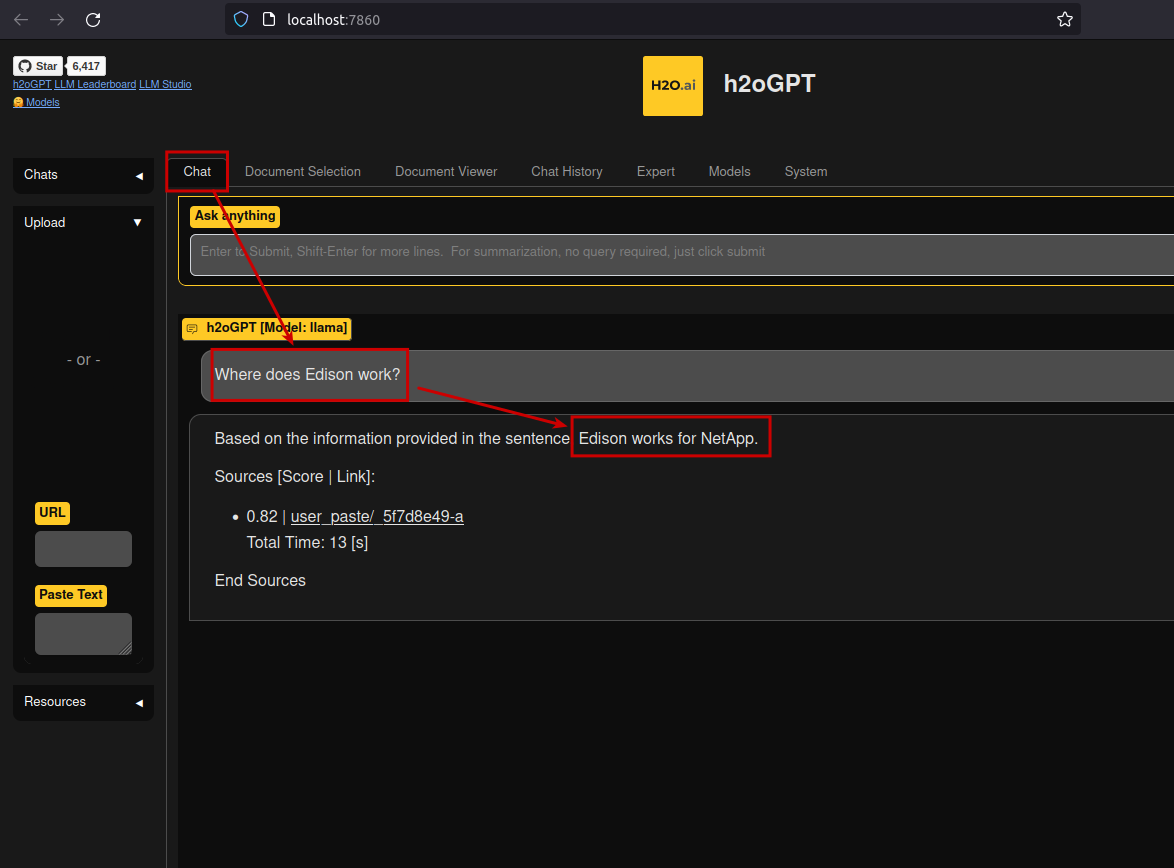 localhost:7860
Star 6,417
h2oGPT LLM Leaderboard LLM Studio
🤗 Models
H2O.ai h2oGPT
Chats
Upload
- or -
URL
Paste Text
Resources
Chat Document Selection Document Viewer Chat History Expert Models System
Ask anything
Enter to Submit, Shift-Enter for more lines. For summarization, no query required, just click submit
h2oGPT [Model: llama]
Where does Edison work?
Based on the information provided in the sentence Edison works for NetApp.
Sources [Score | Link]:
• 0.82 | user_paste/_5f7d8e49-a
Total Time: 13 [s]
End Sources